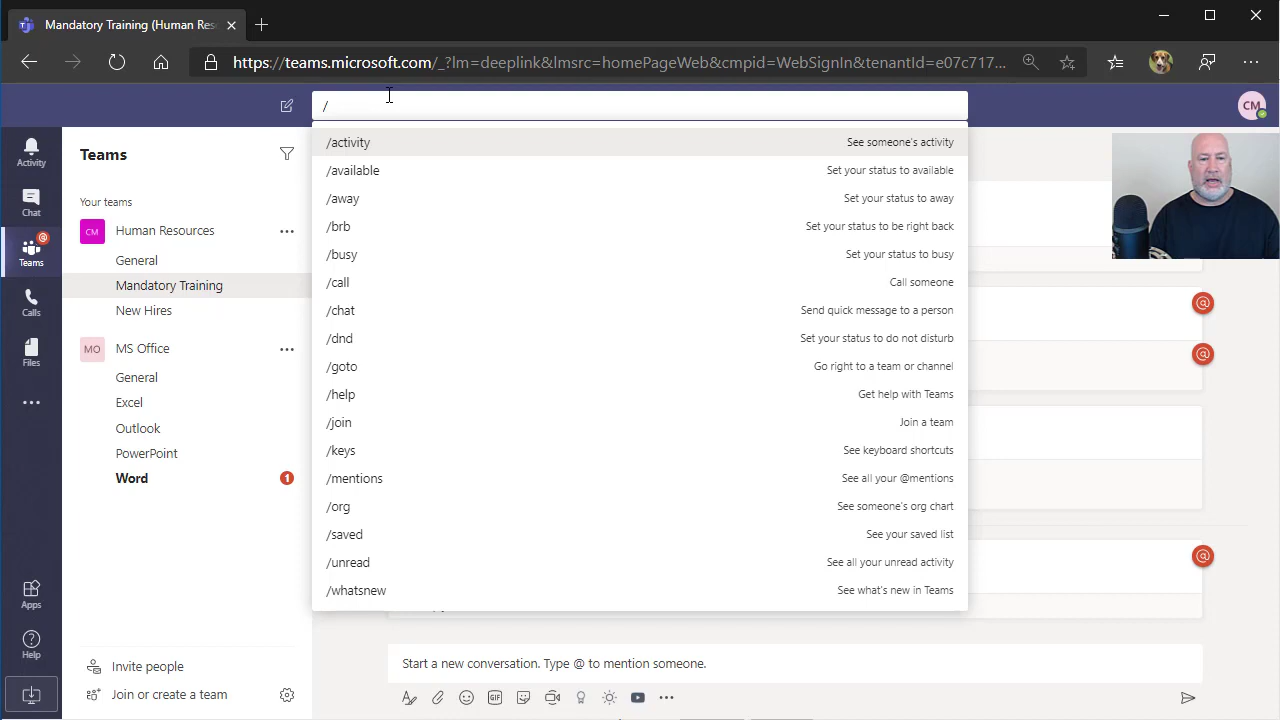 Mandatory Training (Human Res
https://teams.microsoft.com/_?lm=deeplink&lmsrc=homePageWeb&cmpid=WebSignIn&tenantId=e07c717...
/
CM
Activity
Chat
@
Teams
Calls
Files
Apps
Help
Teams
Your teams
CM Human Resources
General
Mandatory Training
New Hires
MO MS Office
General
Excel
Outlook
PowerPoint
Word 1
Invite people
Join or create a team
/activity See someone's activity
/available Set your status to available
/away Set your status to away
/brb Set your status to be right back
/busy Set your status to busy
/call Call someone
/chat Send quick message to a person
/dnd Set your status to do not disturb
/goto Go right to a team or channel
/help Get help with Teams
/join Join a team
/keys See keyboard shortcuts
/mentions See all your @mentions
/org See someone's org chart
/saved See your saved list
/unread See all your unread activity
/whatsnew See what's new in Teams
@
@
@
Start a new conversation. Type @ to mention someone.
GIF